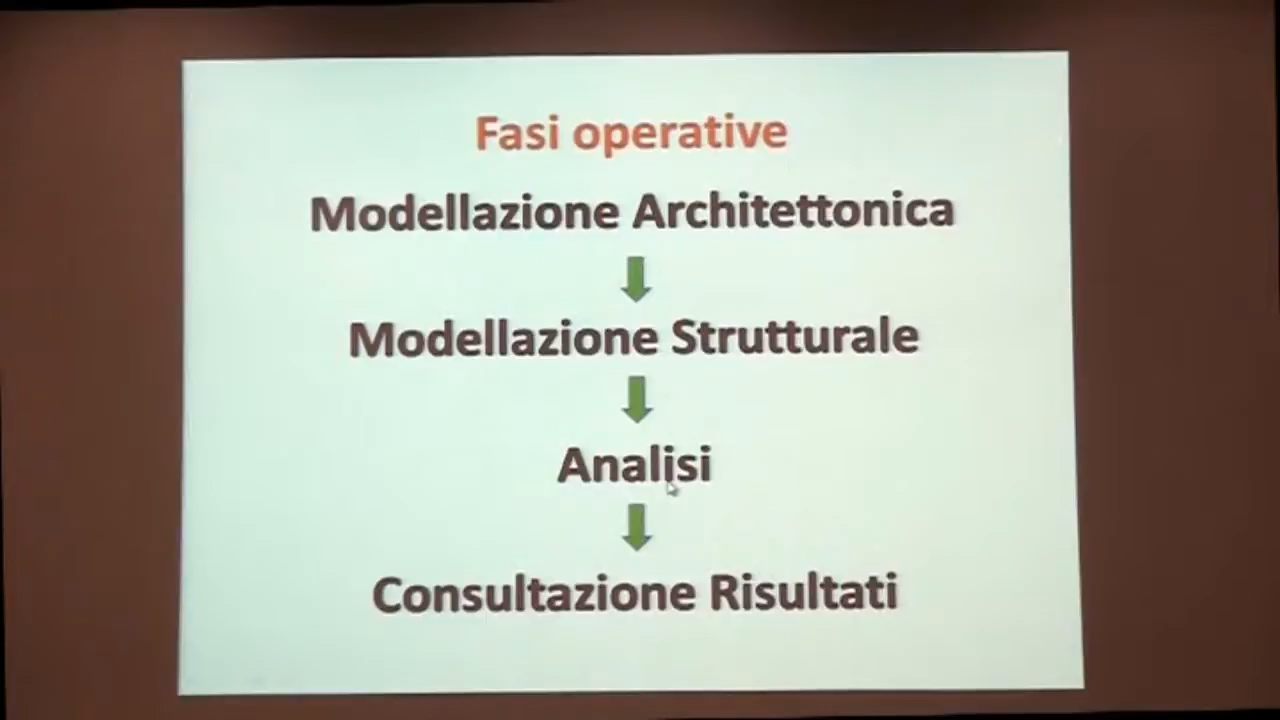 Fasi operative
Modellazione Architettonica
Modellazione Strutturale
Analisi
Consultazione Risultati